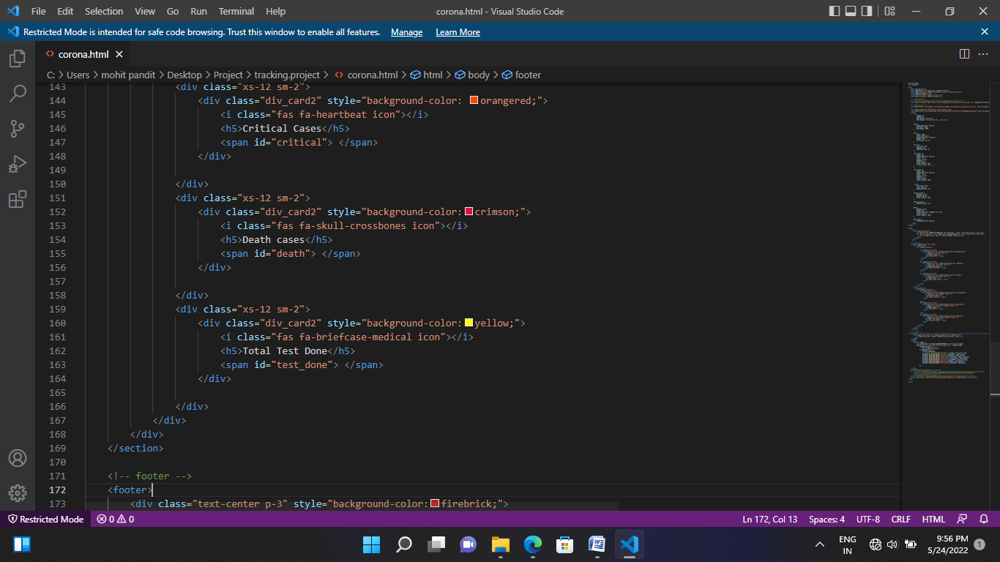 File Edit Selection View Go Run Terminal Help corona.html - Visual Studio Code
Restricted Mode is intended for safe code browsing. Trust this window to enable all features. Manage Learn More
corona.html
C: > Users > mohit pandit > Desktop > Project > tracking.project > corona.html > html > body > footer
143 <div class="xs-12 sm-2">
144 <div class="div_card2" style="background-color: orangered;">
145 <i class="fas fa-heartbeat icon"></i>
146 <h5>Critical Cases</h5>
147 <span id="critical"> </span>
148 </div>
149
150 </div>
151 <div class="xs-12 sm-2">
152 <div class="div_card2" style="background-color: crimson;">
153 <i class="fas fa-skull-crossbones icon"></i>
154 <h5>Death cases</h5>
155 <span id="death"> </span>
156 </div>
157
158 </div>
159 <div class="xs-12 sm-2">
160 <div class="div_card2" style="background-color: yellow;">
161 <i class="fas fa-briefcase-medical icon"></i>
162 <h5>Total Test Done</h5>
163 <span id="test_done"> </span>
164 </div>
165
166 </div>
167 </div>
168 </div>
169 </section>
170
171 <!-- footer -->
172 <footer>
173 <div class="text-center p-3" style="background-color: firebrick;">
Restricted Mode 0 0 Ln 172, Col 13 Spaces: 4 UTF-8 CRLF HTML
ENG 9:56 PM
IN 5/24/2022 1